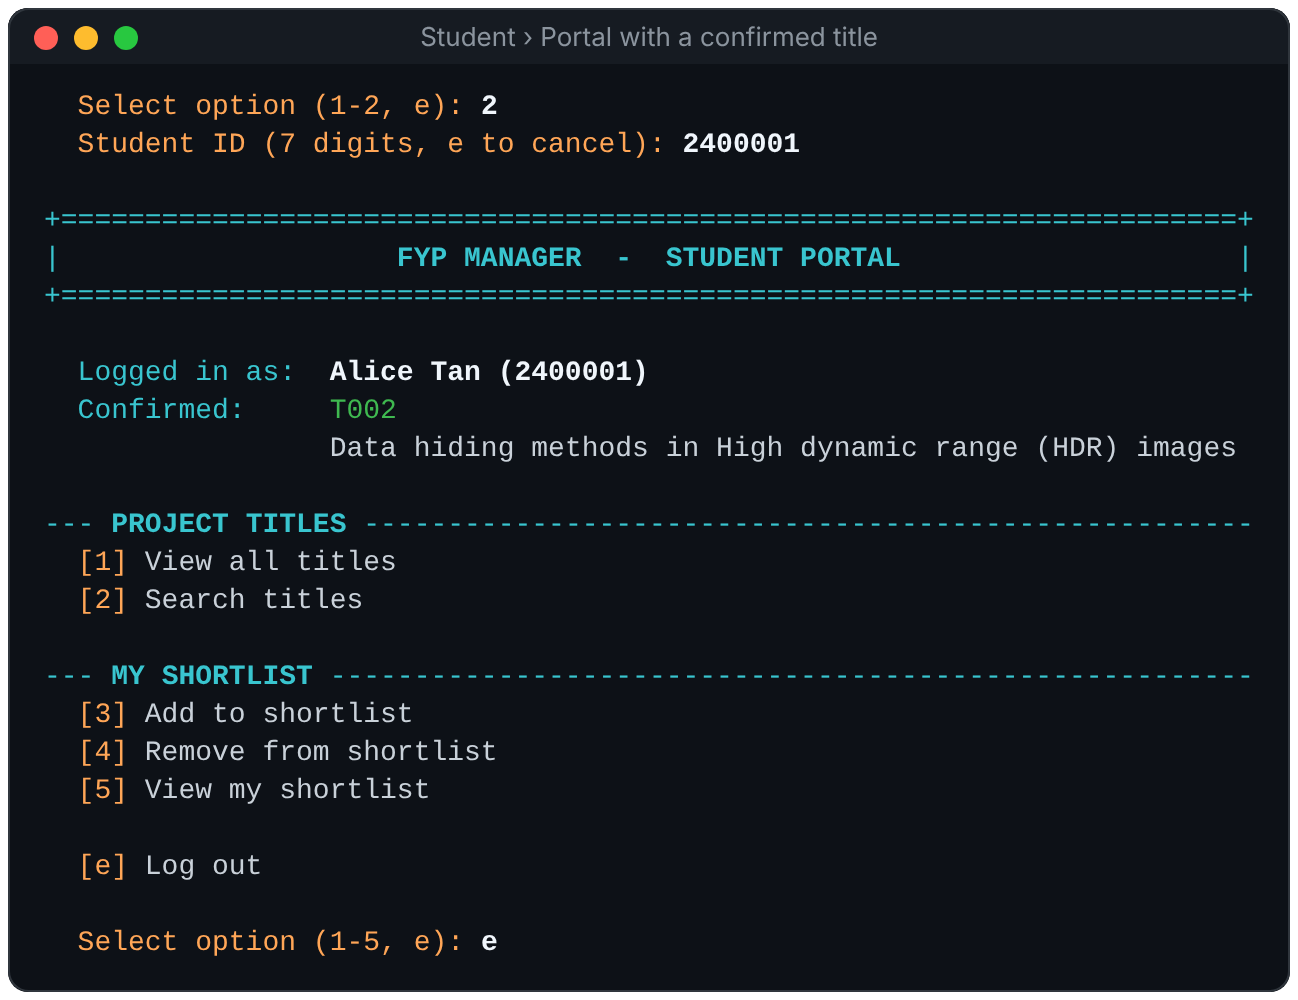 Student › Portal with a confirmed title
Select option (1-2, e): 2
Student ID (7 digits, e to cancel): 2400001
+======================================================================+
| FYP MANAGER - STUDENT PORTAL |
+======================================================================+
Logged in as: Alice Tan (2400001)
Confirmed: T002
Data hiding methods in High dynamic range (HDR) images
--- PROJECT TITLES -----------------------------------------------------
[1] View all titles
[2] Search titles
--- MY SHORTLIST -------------------------------------------------------
[3] Add to shortlist
[4] Remove from shortlist
[5] View my shortlist
[e] Log out
Select option (1-5, e): e